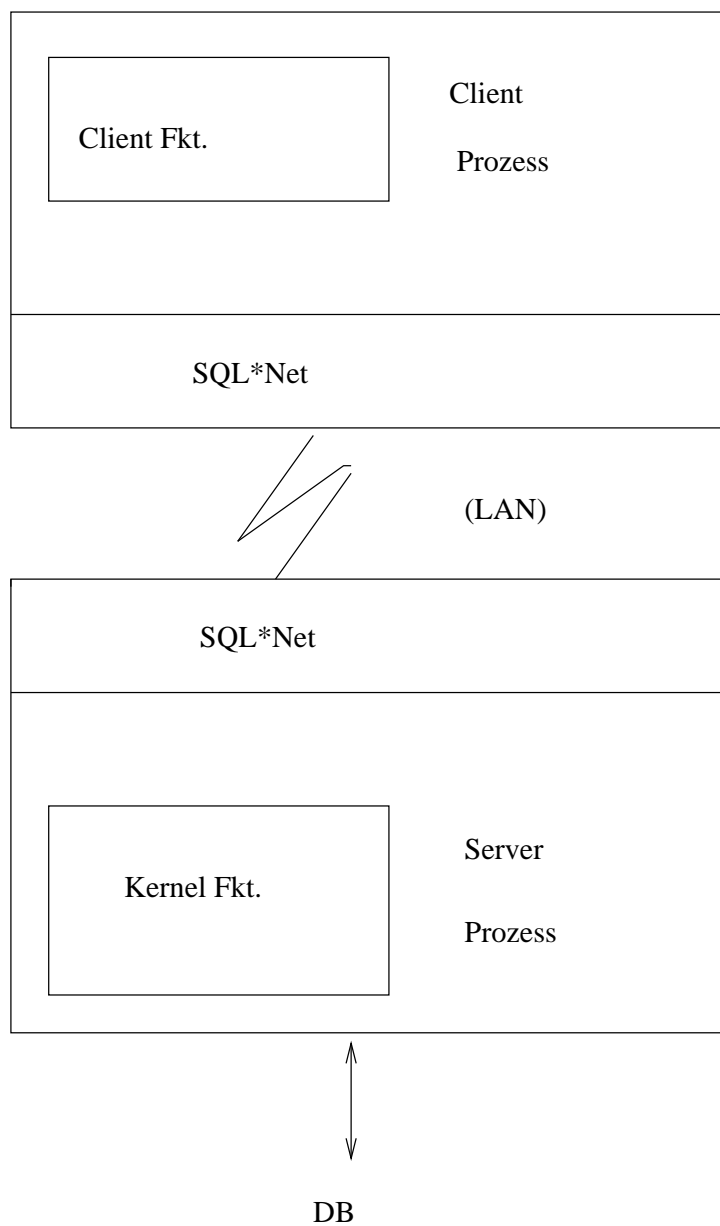 Client Fkt.
Client
Prozess
SQL*Net
(LAN)
SQL*Net
Kernel Fkt.
Server
Prozess
DB